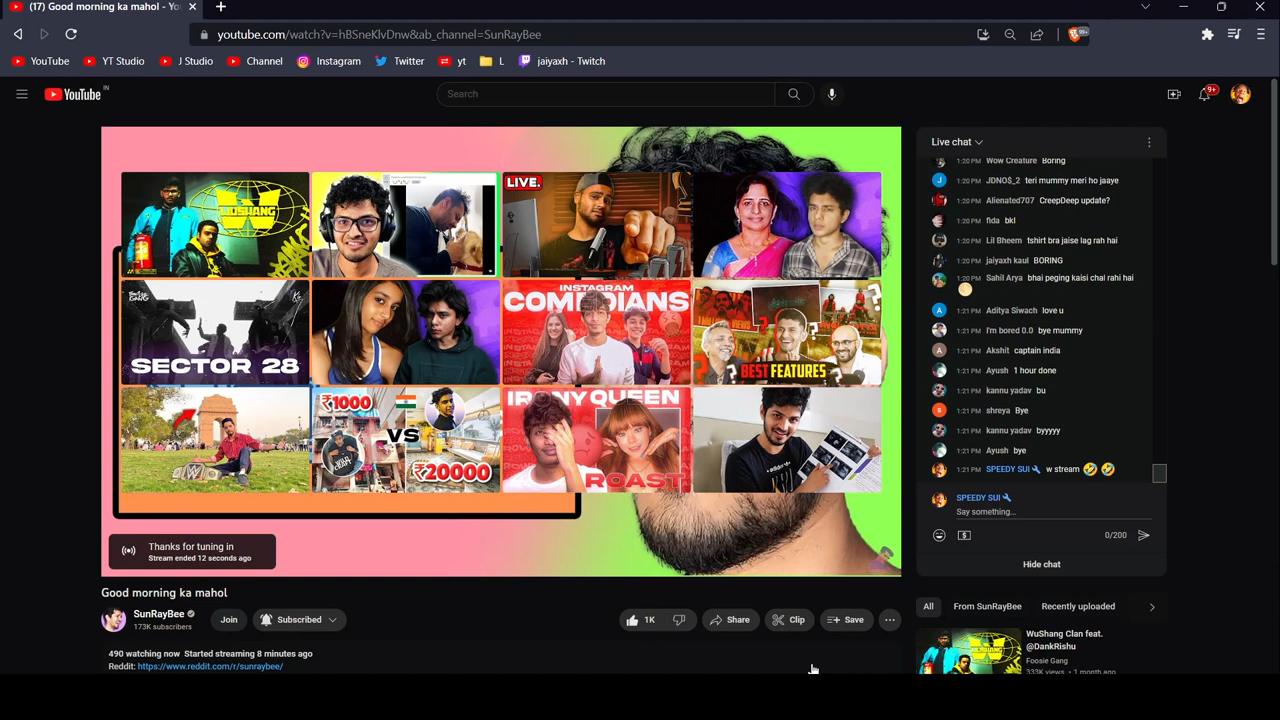 (17) Good morning ka mahol - You
youtube.com/watch?v=hBSneKlvDnw&ab_channel=SunRayBee
99+
YouTube
YT Studio
J Studio
Channel
Instagram
Twitter
yt
L
jaiyaxh - Twitch
YouTube IN
Search
9+
WUSHANG
LIVE.
SECTOR 28
INSTAGRAM
COMEDIANS
BEST FEATURES
₹1000
VS
₹20000
IRONY QUEEN
ROAST
Thanks for tuning in
Stream ended 12 seconds ago
Live chat
1:20 PM Wow Creature Boring
1:20 PM JDNO$_2 teri mummy meri ho jaaye
1:20 PM Alienated707 CreepDeep update?
1:20 PM fida bkl
1:20 PM Lil Bheem tshirt bra jaise lag rahi hai
1:20 PM jaiyaxh kaul BORING
1:20 PM Sahil Arya bhai peging kaisi chal rahi hai
1:21 PM Aditya Siwach love u
1:21 PM I'm bored 0.0 bye mummy
1:21 PM Akshit captain india
1:21 PM Ayush 1 hour done
1:21 PM kannu yadav bu
1:21 PM shreya Bye
1:21 PM kannu yadav byyyyy
1:21 PM Ayush bye
1:21 PM SPEEDY SUI w stream 🤣 🤣
SPEEDY SUI
Say something...
0/200
Hide chat
Good morning ka mahol
SunRayBee
173K subscribers
Join
Subscribed
1K
Share
Clip
Save
490 watching now Started streaming 8 minutes ago
Reddit: https://www.reddit.com/r/sunraybee/
All
From SunRayBee
Recently uploaded
WuShang Clan feat.
@DankRishu
Foosie Gang
333K views • 1 month ago